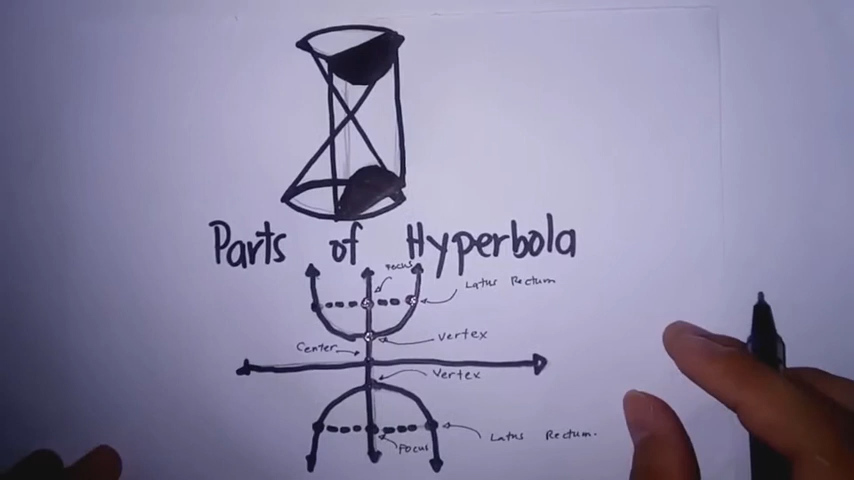 Parts of Hyperbola
Focus
Latus Rectum
Vertex
Center
Vertex
Latus Rectum.
Focus